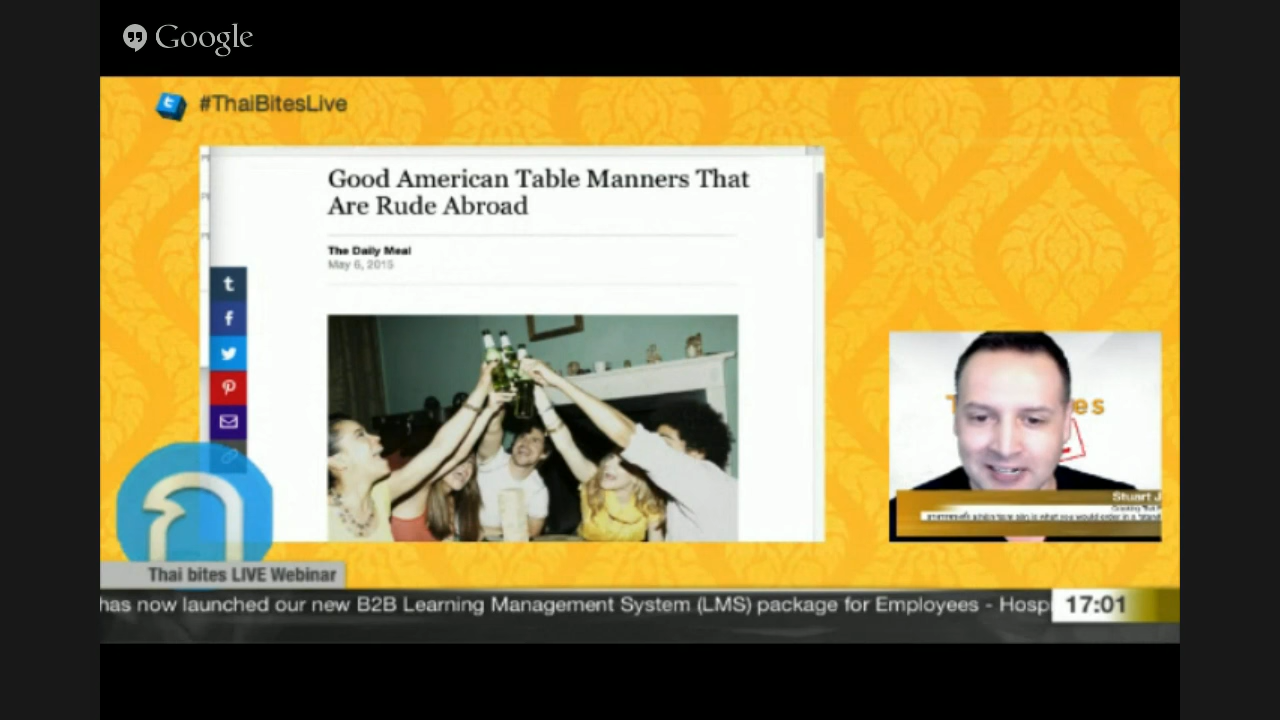 Google
#ThaiBitesLive
Good American Table Manners That
Are Rude Abroad
The Daily Meal
May 6, 2015
Stuart J
Thai bites LIVE Webinar
has now launched our new B2B Learning Management System (LMS) package for Employees - Hosp
17:01